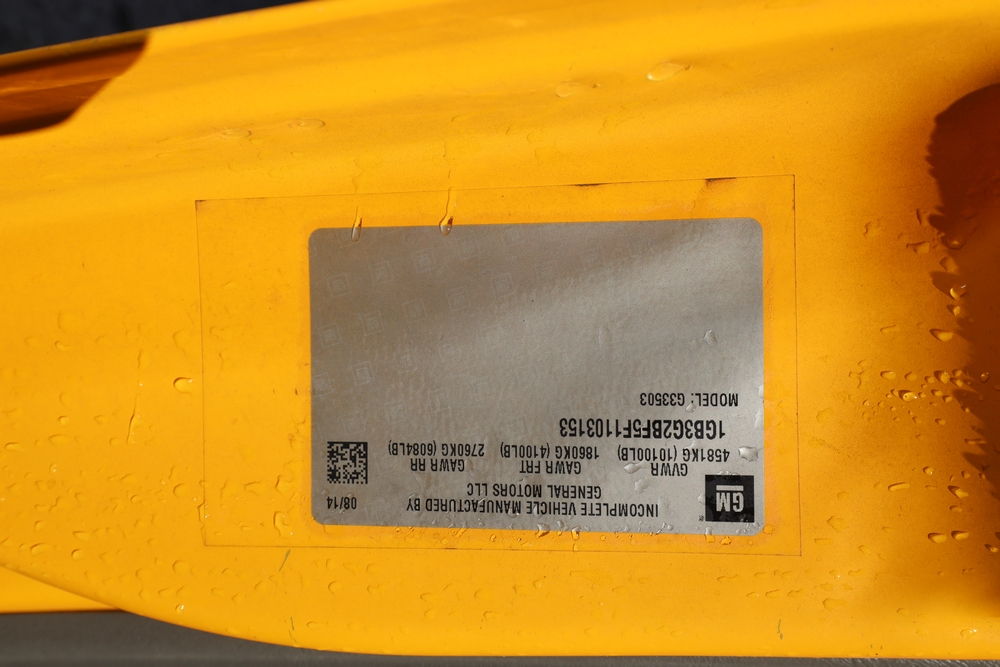 GM
INCOMPLETE VEHICLE MANUFACTURED BY
GENERAL MOTORS LLC
08/14
GVWR GAWR FRT GAWR RR
4581KG (10100LB) 1860KG (4100LB) 2760KG (6084LB)
1GB3G2BF5F1103153
MODEL: G33503